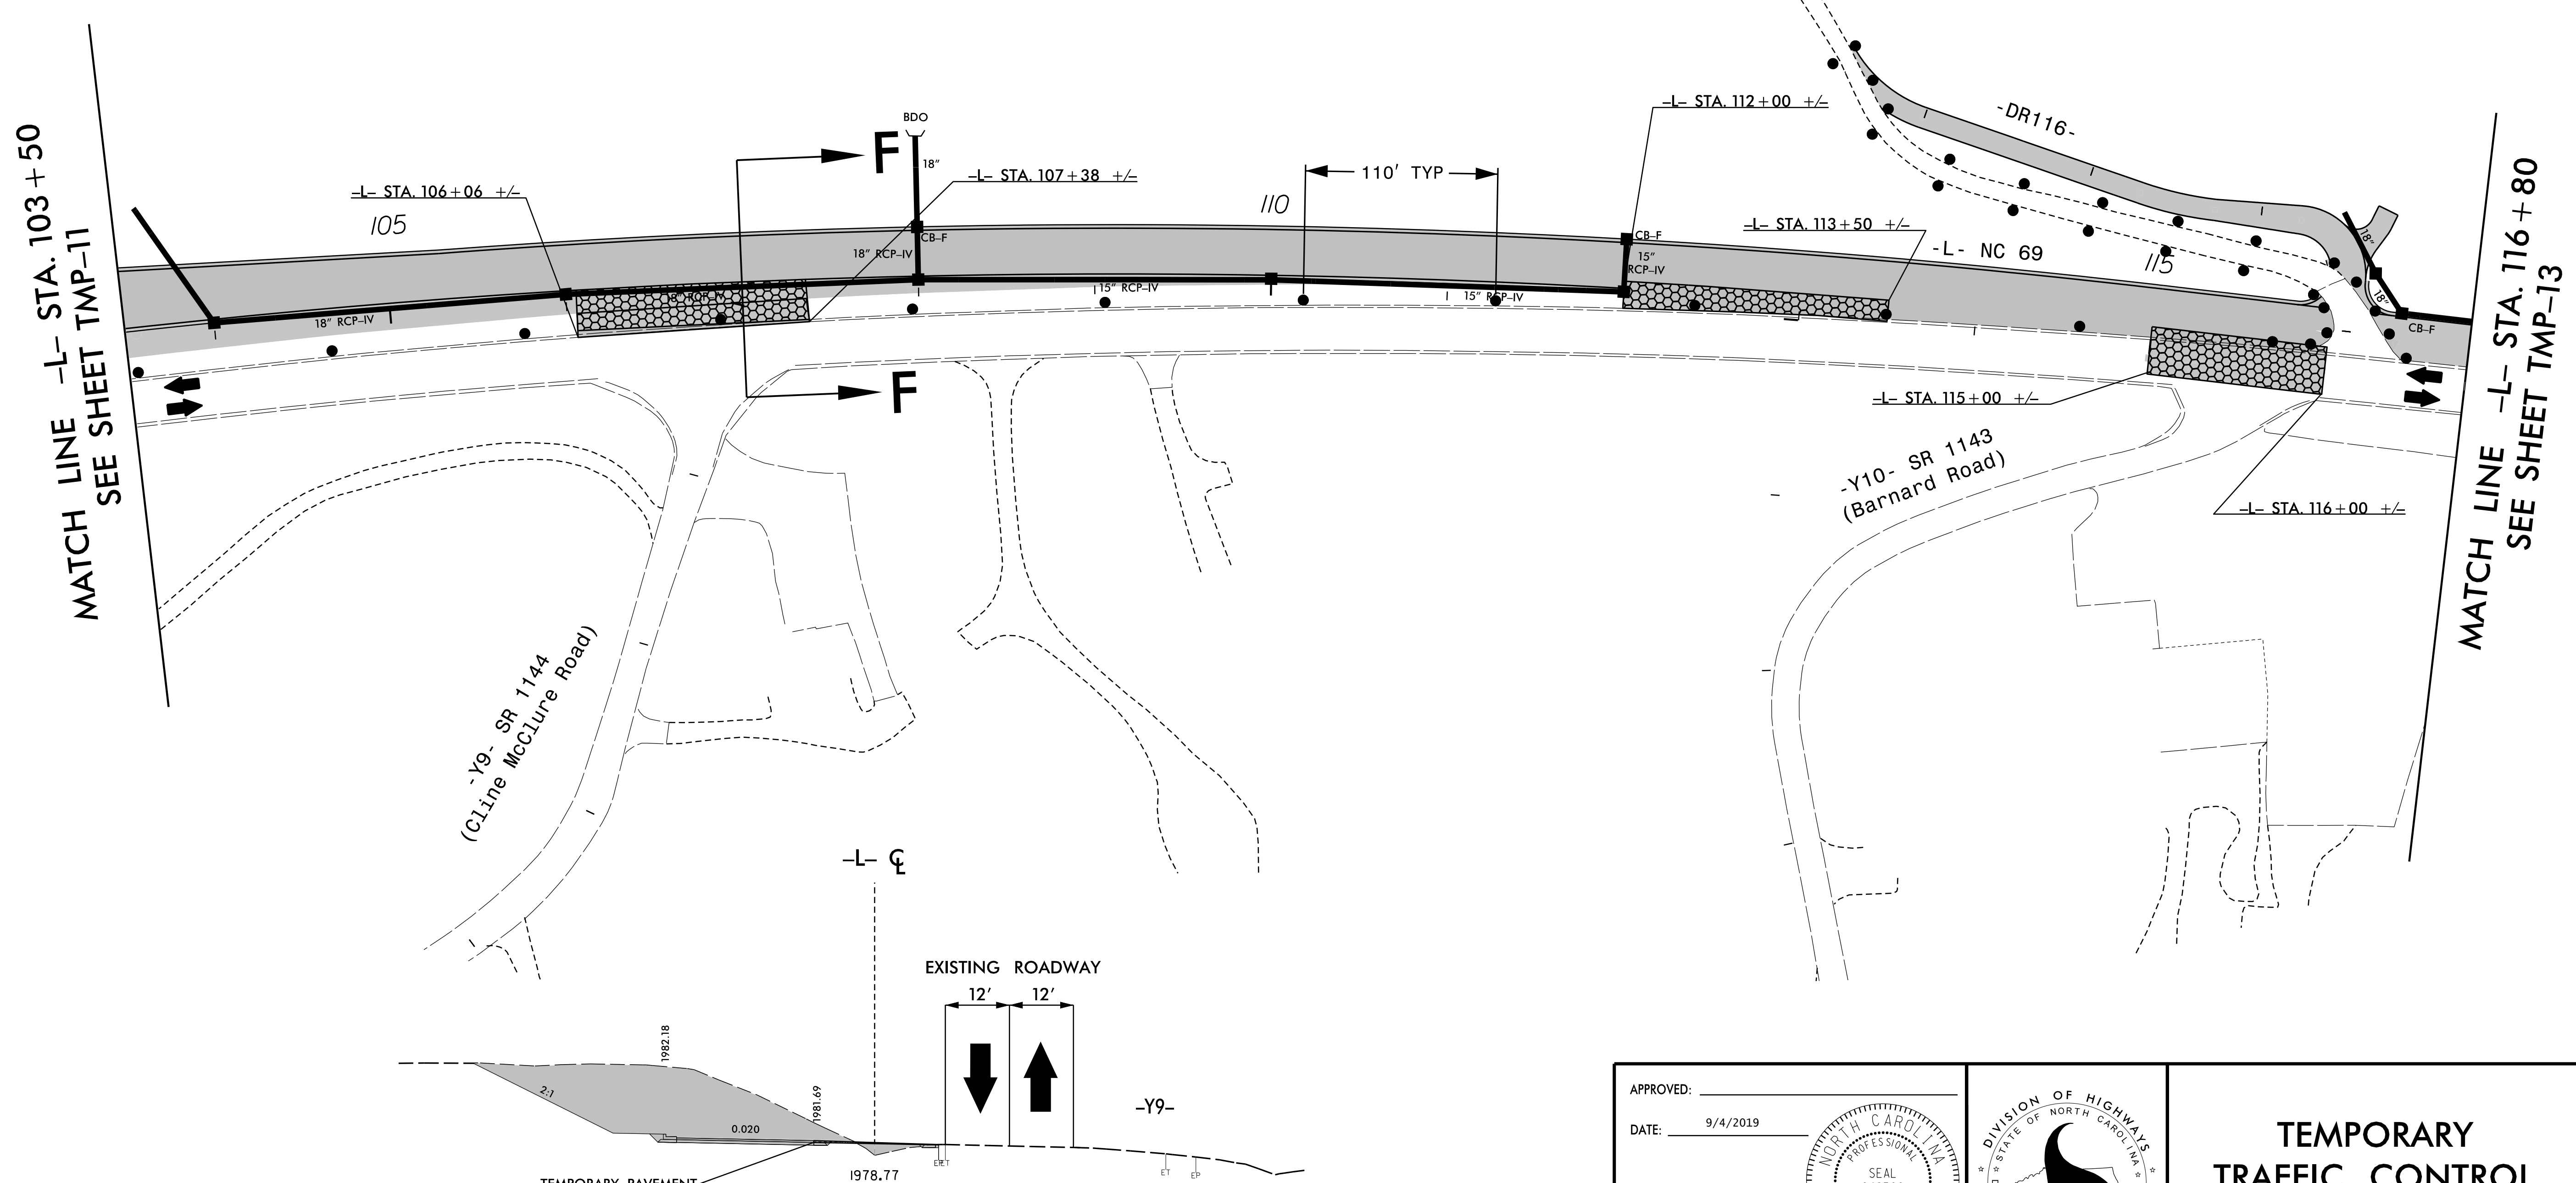 MATCH LINE -L- STA. 103+50
SEE SHEET TMP-11
-L- STA. 106+06 +/-
105
BDO
18"
F
-L- STA. 107+38 +/-
CB-F
18" RCP-IV
18" RCP-IV
18" RCP-IV
15" RCP-IV
15" RCP-IV
F
110
110' TYP
-L- STA. 112+00 +/-
CB-F
15"
RCP-IV
-L- STA. 113+50 +/-
-L- NC 69
-DR116-
115
18"
18"
CB-F
MATCH LINE -L- STA. 116+80
SEE SHEET TMP-13
-L- STA. 115+00 +/-
-L- STA. 116+00 +/-
-Y10- SR 1143
(Barnard Road)
-Y9- SR 1144
(Cline McClure Road)
-L- ℄
EXISTING ROADWAY
12' 12'
1982.18
2:1
1981.69
0.020
-Y9-
ET
EP
1978.77
TEMPORARY PAVEMENT
APPROVED:
DATE: 9/4/2019
NORTH CAROLINA
PROFESSIONAL
SEAL
DIVISION OF HIGHWAYS
STATE OF NORTH CAROLINA
TEMPORARY
TRAFFIC CONTROL